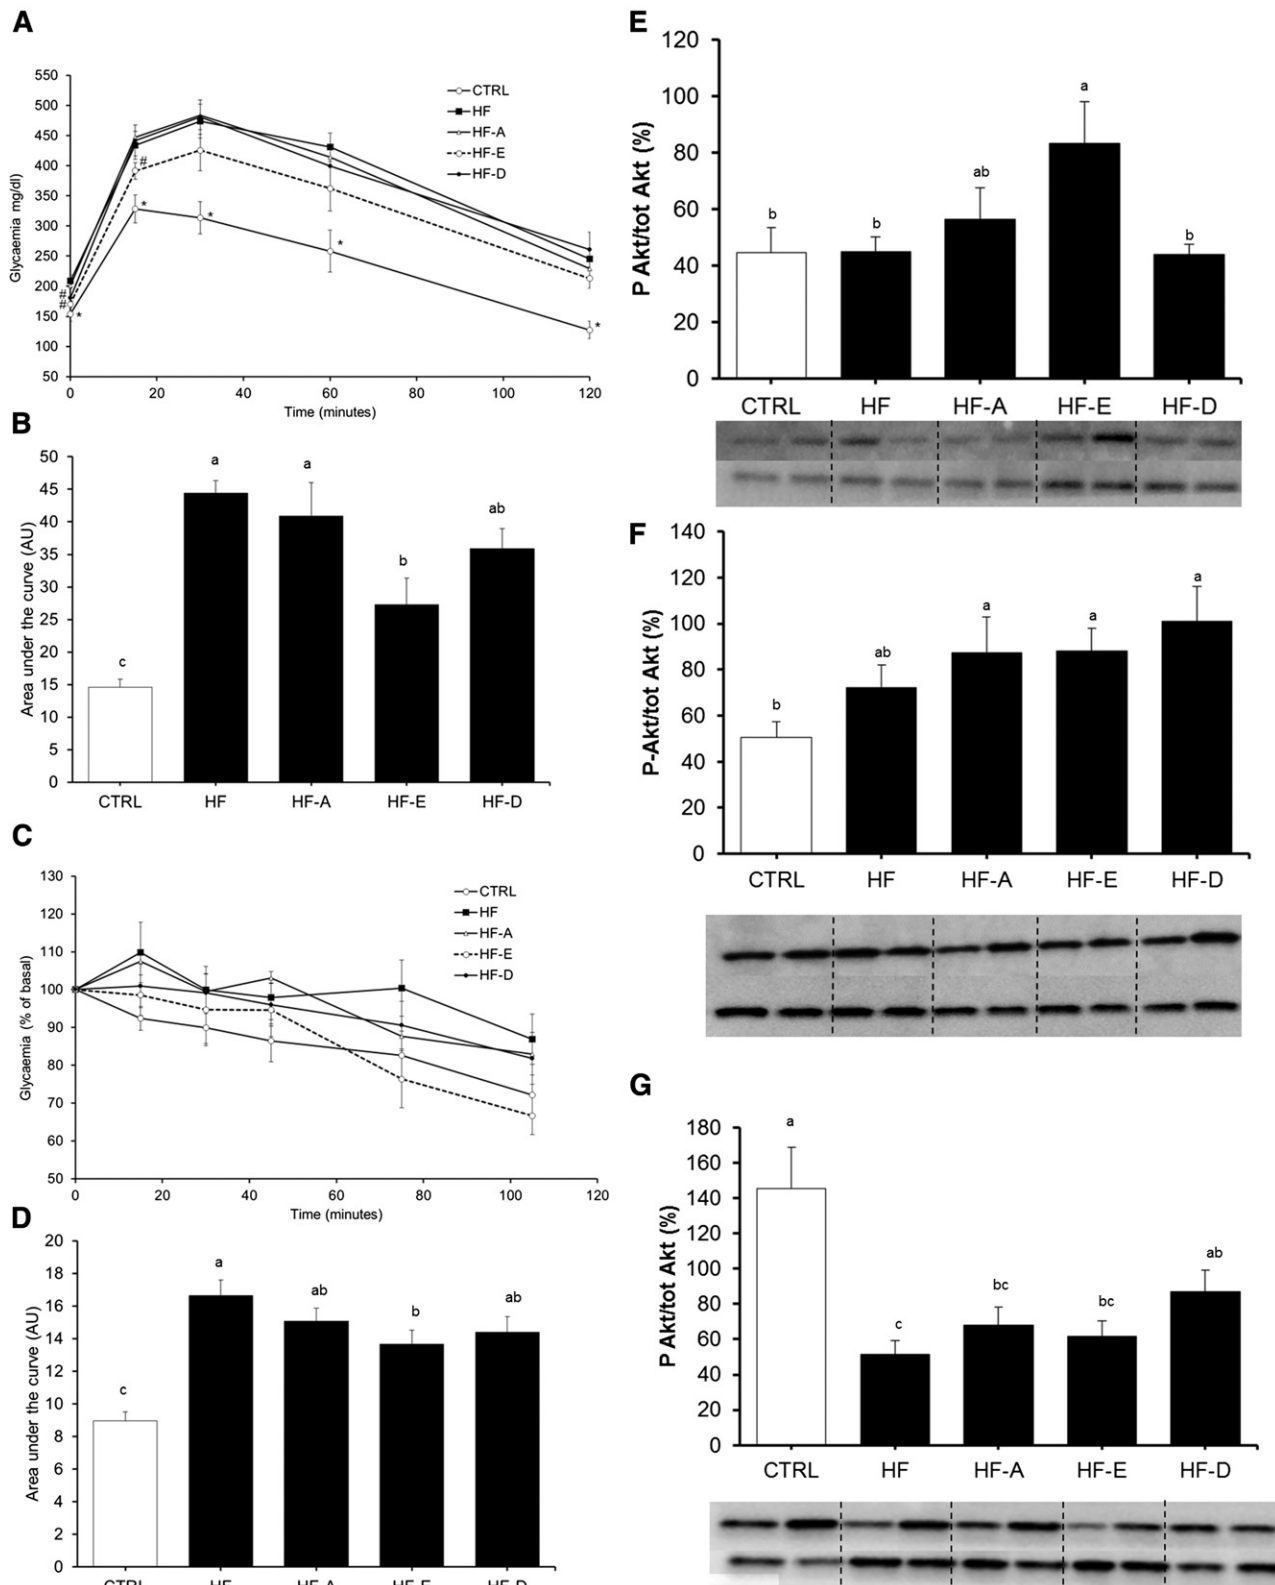 A
550
500
450
400
350
300
250
200
150
100
50
Glycaemia mg/dl)
CTRL
HF
HF-A
HF-E
HF-D
#
*
*
*
*
#
#
*
0
20
40
60
80
100
120
Time (minutes)
B
50
45
40
35
30
25
20
15
10
5
0
Area under the curve (AU)
c
a
a
b
ab
CTRL
HF
HF-A
HF-E
HF-D
C
130
120
110
100
90
80
70
60
50
Glycaemia (% of basal)
CTRL
HF
HF-A
HF-E
HF-D
0
20
40
60
80
100
120
Time (minutes)
D
20
18
16
14
12
10
8
6
4
2
0
Area under the curve (AU)
c
a
ab
b
ab
CTRL
HF
HF-A
HF-E
HF-D
E
120
100
80
60
40
20
0
P Akt/tot Akt (%)
b
b
ab
a
b
CTRL
HF
HF-A
HF-E
HF-D
F
140
120
100
80
60
40
20
0
P-Akt/tot Akt (%)
b
ab
a
a
a
CTRL
HF
HF-A
HF-E
HF-D
G
180
160
140
120
100
80
60
40
20
0
P Akt/tot Akt (%)
a
c
bc
bc
ab
CTRL
HF
HF-A
HF-E
HF-D